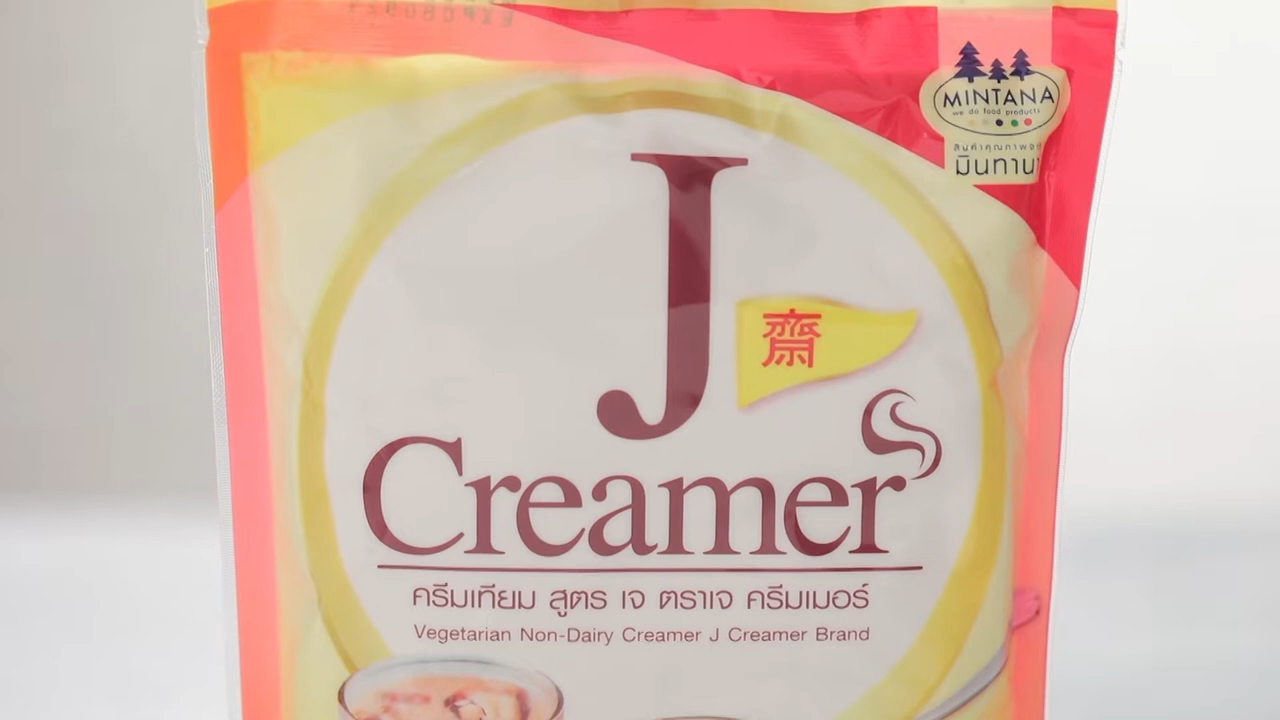 MINTANA
we do food products
สินค้าคุณภาพจาก
มินทานา
J
齋
Creamer
ครีมเทียม สูตร เจ ตราเจ ครีมเมอร์
Vegetarian Non-Dairy Creamer J Creamer Brand